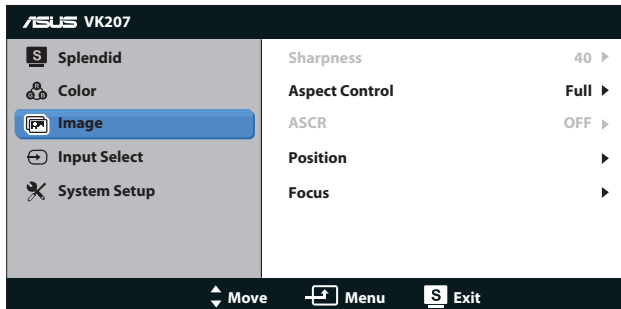 ASUS VK207
S Splendid
Color
Image
Input Select
System Setup
Sharpness 40
Aspect Control Full
ASCR OFF
Position
Focus
Move Menu S Exit